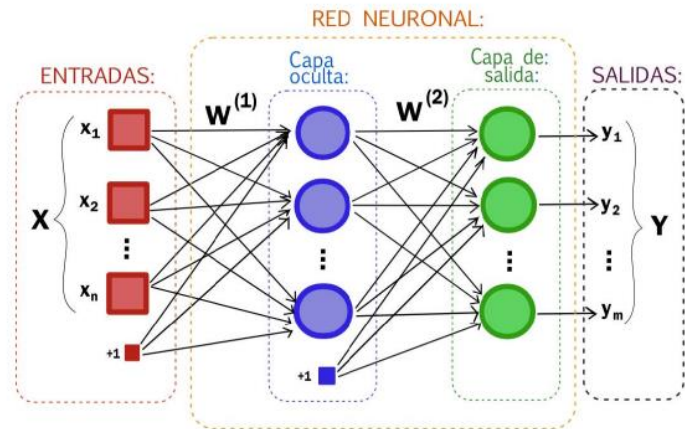 RED NEURONAL:
ENTRADAS:
Capa
oculta:
Capa de:
salida:
SALIDAS:
W(1)
W(2)
X
x1
x2
xn
+1
+1
y1
y2
ym
Y